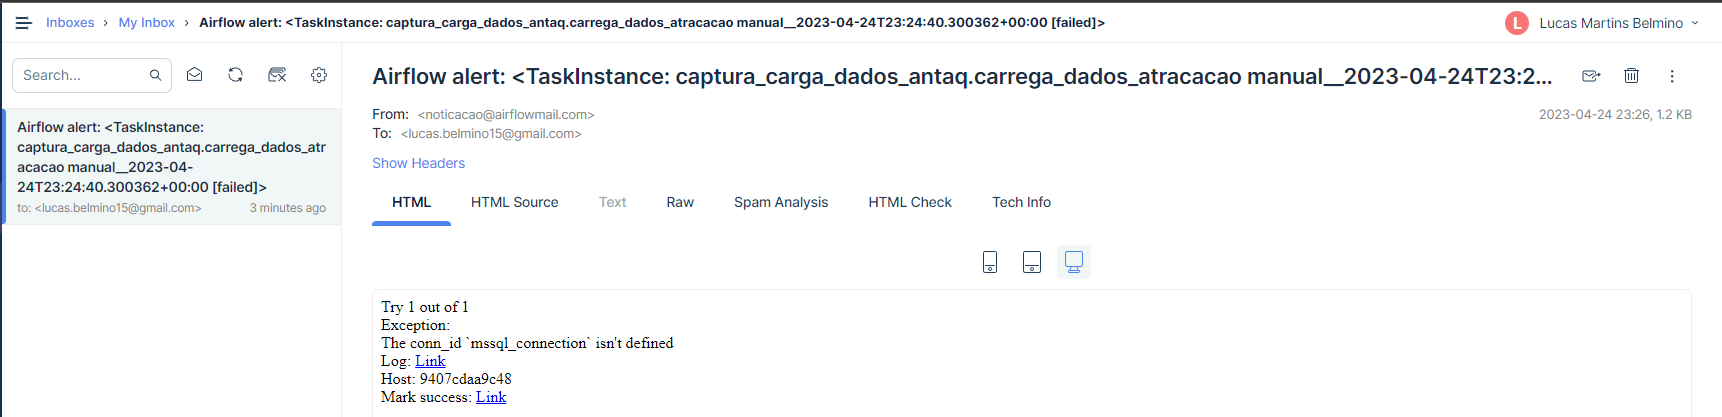 Inboxes > My Inbox > Airflow alert: <TaskInstance: captura_carga_dados_antaq.carrega_dados_atracacao manual__2023-04-24T23:24:40.300362+00:00 [failed]>
L Lucas Martins Belmino
Search...
Airflow alert: <TaskInstance:
captura_carga_dados_antaq.carrega_dados_atr
acacao manual__2023-04-
24T23:24:40.300362+00:00 [failed]>
to: <lucas.belmino15@gmail.com> 3 minutes ago
Airflow alert: <TaskInstance: captura_carga_dados_antaq.carrega_dados_atracacao manual__2023-04-24T23:2...
From: <noticacao@airflowmail.com> 2023-04-24 23:26, 1.2 KB
To: <lucas.belmino15@gmail.com>
Show Headers
HTML HTML Source Text Raw Spam Analysis HTML Check Tech Info
Try 1 out of 1
Exception:
The conn_id `mssql_connection` isn't defined
Log: Link
Host: 9407cdaa9c48
Mark success: Link